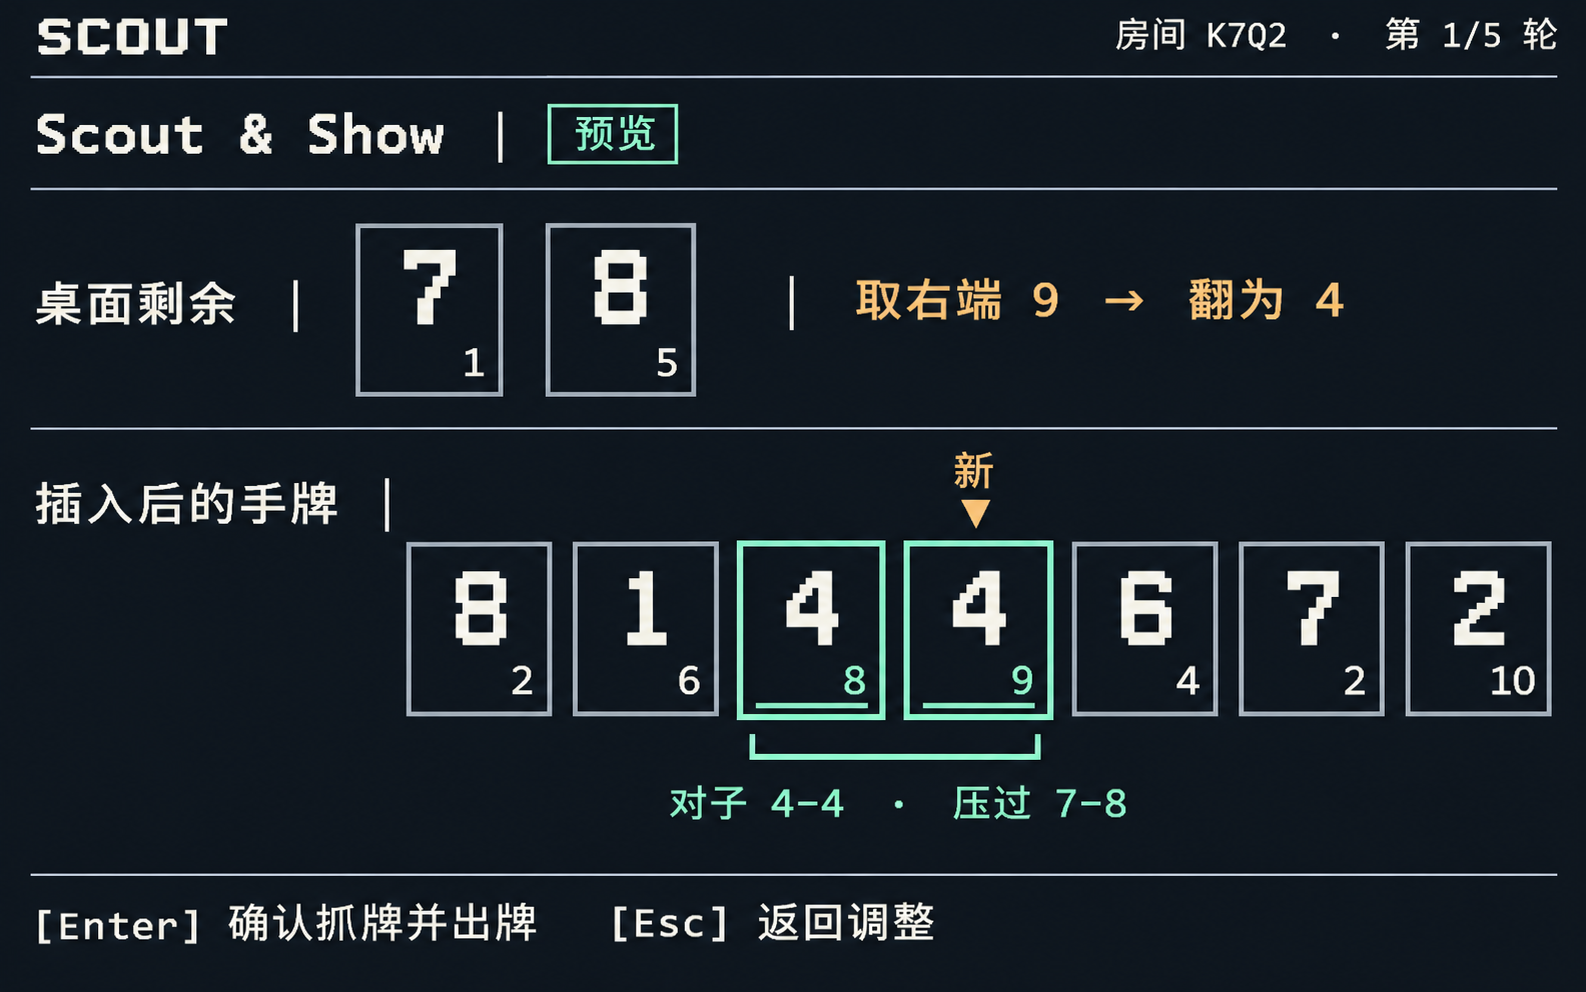 SCOUT
房间 K7Q2 · 第 1/5 轮
Scout & Show | 预览
桌面剩余 | 7 1 8 5 | 取右端 9 → 翻为 4
新
▼
插入后的手牌 |
8 1 4 4 6 7 2
2 6 8 9 4 2 10
对子 4-4 · 压过 7-8
[Enter] 确认抓牌并出牌 [Esc] 返回调整